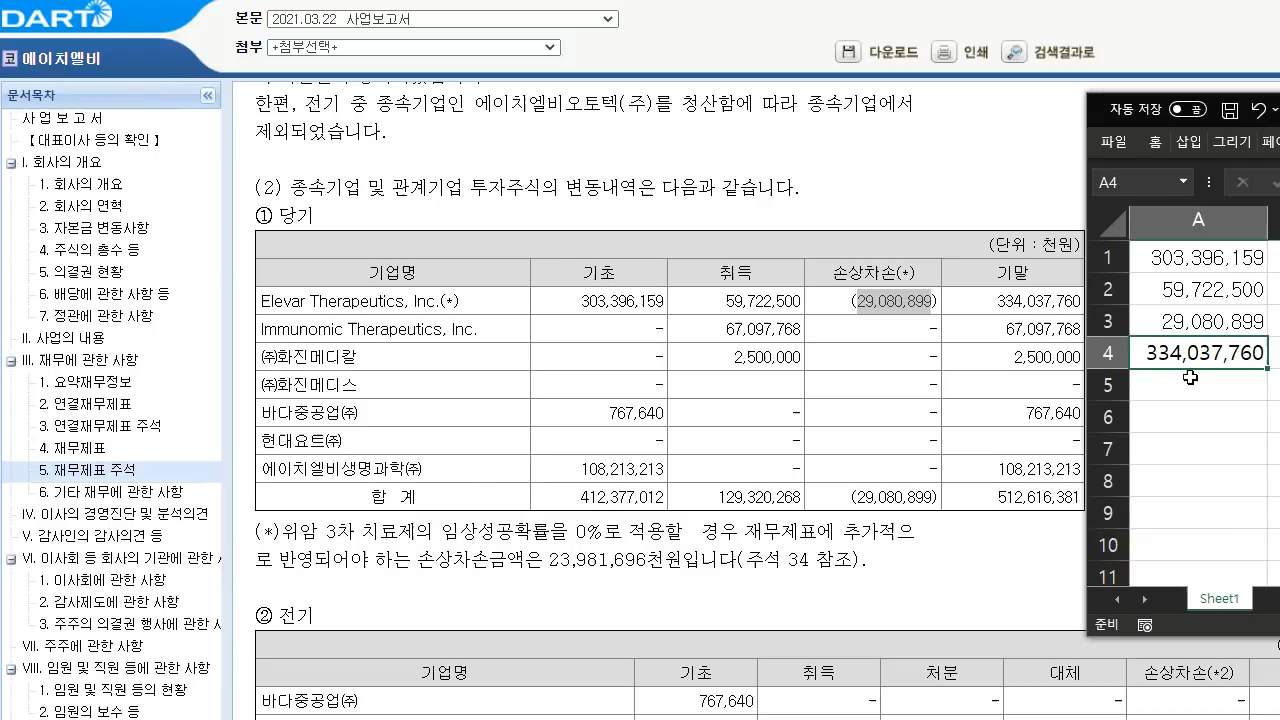 DART
본문 2021.03.22 사업보고서
첨부 +첨부선택+
다운로드 인쇄 검색결과로
코 에이치엘비
문서목차
사 업 보 고 서
【 대표이사 등의 확인 】
I. 회사의 개요
1. 회사의 개요
2. 회사의 연혁
3. 자본금 변동사항
4. 주식의 총수 등
5. 의결권 현황
6. 배당에 관한 사항 등
7. 정관에 관한 사항
II. 사업의 내용
III. 재무에 관한 사항
1. 요약재무정보
2. 연결재무제표
3. 연결재무제표 주석
4. 재무제표
5. 재무제표 주석
6. 기타 재무에 관한 사항
IV. 이사의 경영진단 및 분석의견
V. 감사인의 감사의견 등
VI. 이사회 등 회사의 기관에 관한
1. 이사회에 관한 사항
2. 감사제도에 관한 사항
3. 주주의 의결권 행사에 관한
VII. 주주에 관한 사항
VIII. 임원 및 직원 등에 관한 사항
1. 임원 및 직원 등의 현황
2. 임원의 보수 등
한편, 전기 중 종속기업인 에이치엘비오토텍(주)를 청산함에 따라 종속기업에서
제외되었습니다.
(2) 종속기업 및 관계기업 투자주식의 변동내역은 다음과 같습니다.
① 당기
(단위 : 천원)
기업명 기초 취득 손상차손(*) 기말
Elevar Therapeutics, Inc.(*) 303,396,159 59,722,500 (29,080,899) 334,037,760
Immunomic Therapeutics, Inc. – 67,097,768 – 67,097,768
㈜화진메디칼 – 2,500,000 – 2,500,000
㈜화진메디스 – – – –
바다중공업㈜ 767,640 – – 767,640
현대요트㈜ – – – –
에이치엘비생명과학㈜ 108,213,213 – – 108,213,213
합 계 412,377,012 129,320,268 (29,080,899) 512,616,381
(*)위암 3차 치료제의 임상성공확률을 0%로 적용할 경우 재무제표에 추가적으
로 반영되어야 하는 손상차손금액은 23,981,696천원입니다(주석 34 참조).
② 전기
기업명 기초 취득 처분 대체 손상차손(*2)
바다중공업㈜ 767,640 – – – –
자동 저장 끔
파일 홈 삽입 그리기
A4
A
1 303,396,159
2 59,722,500
3 29,080,899
4 334,037,760
5
6
7
8
9
10
11
Sheet1
준비